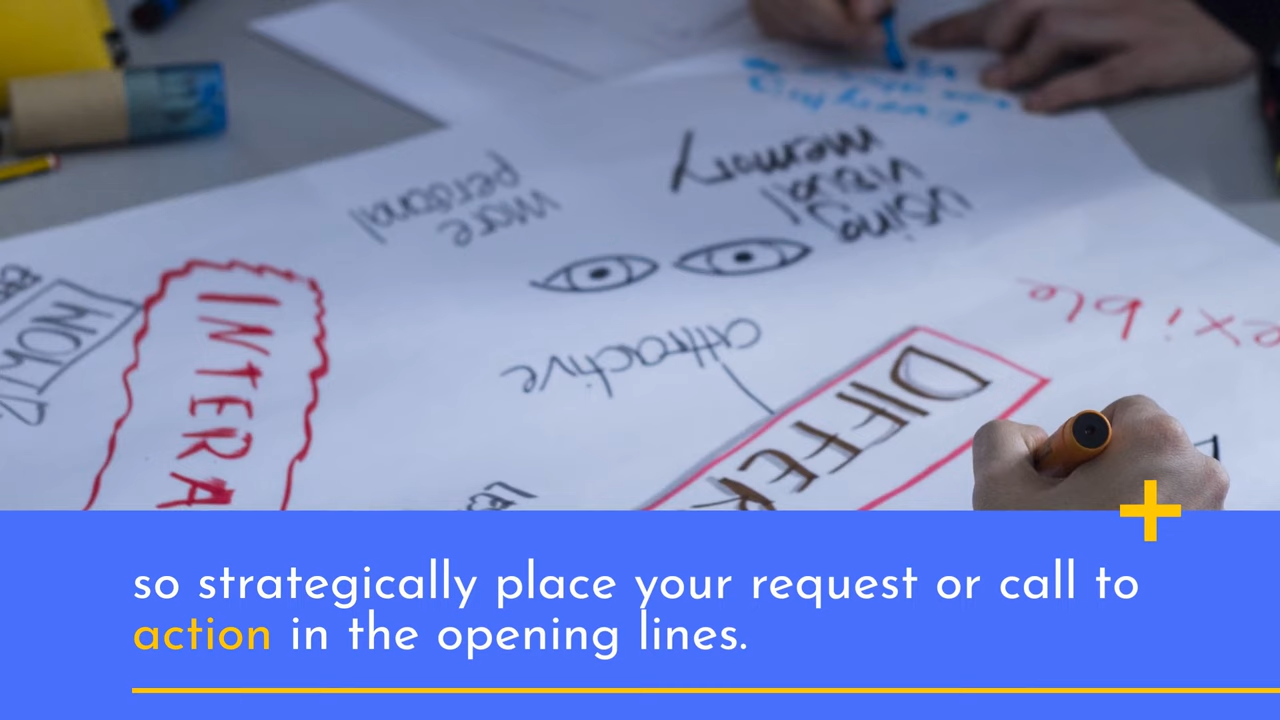 more
personal
using
visual
memory
attractive
exible
INTERA
DIFFER
so strategically place your request or call to
action in the opening lines.